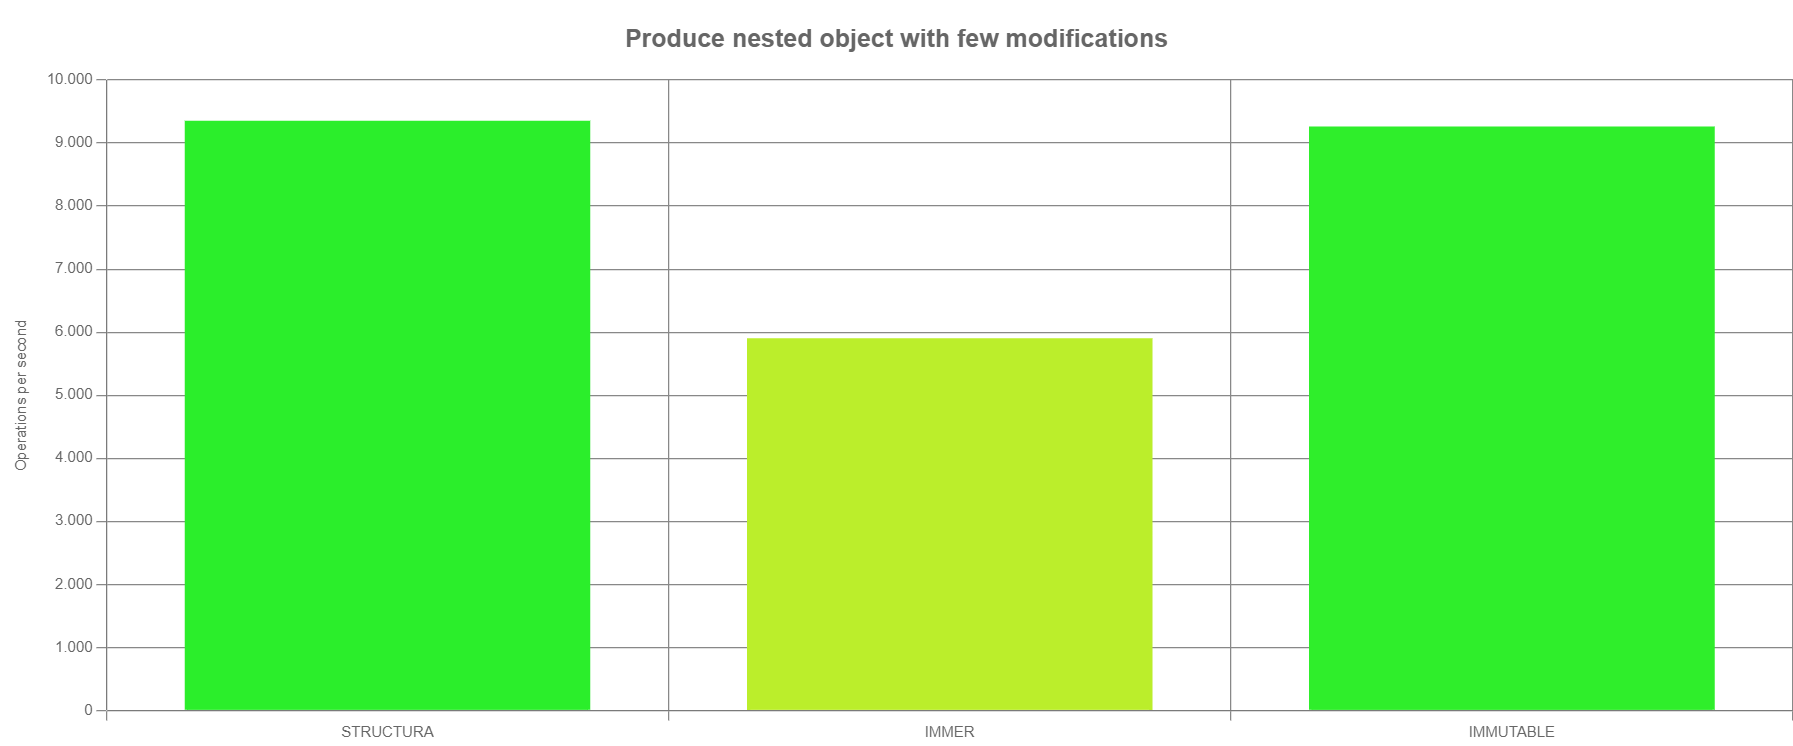 Produce nested object with few modifications
10.000
9.000
8.000
7.000
6.000
5.000
4.000
3.000
2.000
1.000
0
Operations per second
STRUCTURA
IMMER
IMMUTABLE